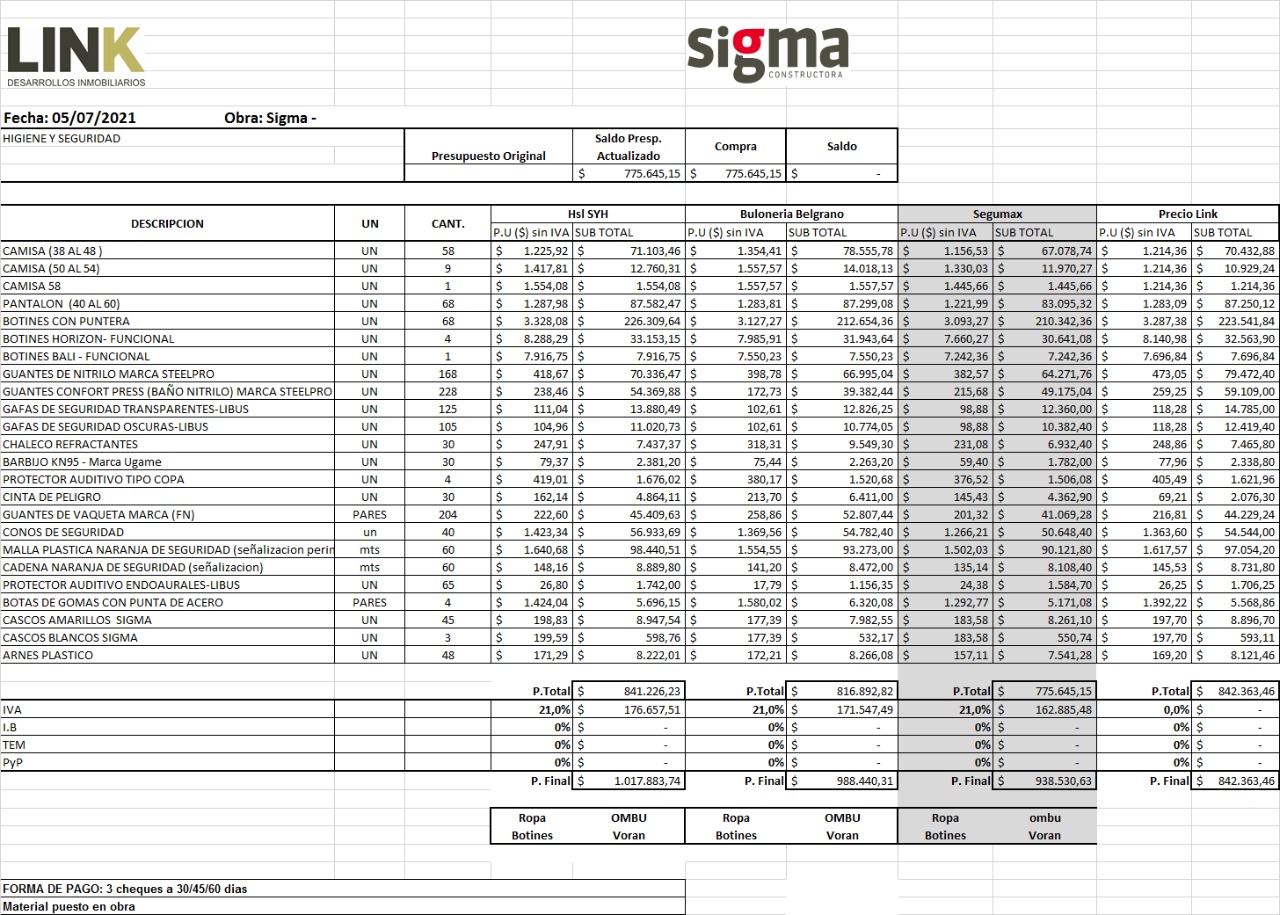 LINK
DESARROLLOS INMOBILIARIOS
sigma
CONSTRUCTORA
Fecha: 05/07/2021 Obra: Sigma -
HIGIENE Y SEGURIDAD
Presupuesto Original Saldo Presp. Actualizado Compra Saldo
$ 775.645,15 $ 775.645,15 $ -
Hsl SYH Buloneria Belgrano Segumax Precio Link
DESCRIPCION UN CANT. P.U ($) sin IVA SUB TOTAL P.U ($) sin IVA SUB TOTAL P.U ($) sin IVA SUB TOTAL P.U ($) sin IVA SUB TOTAL
CAMISA (38 AL 48 ) UN 58 $ 1.225,92 $ 71.103,46 $ 1.354,41 $ 78.555,78 $ 1.156,53 $ 67.078,74 $ 1.214,36 $ 70.432,88
CAMISA (50 AL 54) UN 9 $ 1.417,81 $ 12.760,31 $ 1.557,57 $ 14.018,13 $ 1.330,03 $ 11.970,27 $ 1.214,36 $ 10.929,24
CAMISA 58 UN 1 $ 1.554,08 $ 1.554,08 $ 1.557,57 $ 1.557,57 $ 1.445,66 $ 1.445,66 $ 1.214,36 $ 1.214,36
PANTALON (40 AL 60) UN 68 $ 1.287,98 $ 87.582,47 $ 1.283,81 $ 87.299,08 $ 1.221,99 $ 83.095,32 $ 1.283,09 $ 87.250,12
BOTINES CON PUNTERA UN 68 $ 3.328,08 $ 226.309,64 $ 3.127,27 $ 212.654,36 $ 3.093,27 $ 210.342,36 $ 3.287,38 $ 223.541,84
BOTINES HORIZON- FUNCIONAL UN 4 $ 8.288,29 $ 33.153,15 $ 7.985,91 $ 31.943,64 $ 7.660,27 $ 30.641,08 $ 8.140,98 $ 32.563,90
BOTINES BALI - FUNCIONAL UN 1 $ 7.916,75 $ 7.916,75 $ 7.550,23 $ 7.550,23 $ 7.242,36 $ 7.242,36 $ 7.696,84 $ 7.696,84
GUANTES DE NITRILO MARCA STEELPRO UN 168 $ 418,67 $ 70.336,47 $ 398,78 $ 66.995,04 $ 382,57 $ 64.271,76 $ 473,05 $ 79.472,40
GUANTES CONFORT PRESS (BAÑO NITRILO) MARCA STEELPRO UN 228 $ 238,46 $ 54.369,88 $ 172,73 $ 39.382,44 $ 215,68 $ 49.175,04 $ 259,25 $ 59.109,00
GAFAS DE SEGURIDAD TRANSPARENTES-LIBUS UN 125 $ 111,04 $ 13.880,49 $ 102,61 $ 12.826,25 $ 98,88 $ 12.360,00 $ 118,28 $ 14.785,00
GAFAS DE SEGURIDAD OSCURAS-LIBUS UN 105 $ 104,96 $ 11.020,73 $ 102,61 $ 10.774,05 $ 98,88 $ 10.382,40 $ 118,28 $ 12.419,40
CHALECO REFRACTANTES UN 30 $ 247,91 $ 7.437,37 $ 318,31 $ 9.549,30 $ 231,08 $ 6.932,40 $ 248,86 $ 7.465,80
BARBIJO KN95 - Marca Ugame UN 30 $ 79,37 $ 2.381,20 $ 75,44 $ 2.263,20 $ 59,40 $ 1.782,00 $ 77,96 $ 2.338,80
PROTECTOR AUDITIVO TIPO COPA UN 4 $ 419,01 $ 1.676,02 $ 380,17 $ 1.520,68 $ 376,52 $ 1.506,08 $ 405,49 $ 1.621,96
CINTA DE PELIGRO UN 30 $ 162,14 $ 4.864,11 $ 213,70 $ 6.411,00 $ 145,43 $ 4.362,90 $ 69,21 $ 2.076,30
GUANTES DE VAQUETA MARCA (FN) PARES 204 $ 222,60 $ 45.409,63 $ 258,86 $ 52.807,44 $ 201,32 $ 41.069,28 $ 216,81 $ 44.229,24
CONOS DE SEGURIDAD un 40 $ 1.423,34 $ 56.933,69 $ 1.369,56 $ 54.782,40 $ 1.266,21 $ 50.648,40 $ 1.363,60 $ 54.544,00
MALLA PLASTICA NARANJA DE SEGURIDAD (señalizacion perin mts 60 $ 1.640,68 $ 98.440,51 $ 1.554,55 $ 93.273,00 $ 1.502,03 $ 90.121,80 $ 1.617,57 $ 97.054,20
CADENA NARANJA DE SEGURIDAD (señalizacion) mts 60 $ 148,16 $ 8.889,80 $ 141,20 $ 8.472,00 $ 135,14 $ 8.108,40 $ 145,53 $ 8.731,80
PROTECTOR AUDITIVO ENDOAURALES-LIBUS UN 65 $ 26,80 $ 1.742,00 $ 17,79 $ 1.156,35 $ 24,38 $ 1.584,70 $ 26,25 $ 1.706,25
BOTAS DE GOMAS CON PUNTA DE ACERO PARES 4 $ 1.424,04 $ 5.696,15 $ 1.580,02 $ 6.320,08 $ 1.292,77 $ 5.171,08 $ 1.392,22 $ 5.568,86
CASCOS AMARILLOS SIGMA UN 45 $ 198,83 $ 8.947,54 $ 177,39 $ 7.982,55 $ 183,58 $ 8.261,10 $ 197,70 $ 8.896,70
CASCOS BLANCOS SIGMA UN 3 $ 199,59 $ 598,76 $ 177,39 $ 532,17 $ 183,58 $ 550,74 $ 197,70 $ 593,11
ARNES PLASTICO UN 48 $ 171,29 $ 8.222,01 $ 172,21 $ 8.266,08 $ 157,11 $ 7.541,28 $ 169,20 $ 8.121,46
P.Total $ 841.226,23 P.Total $ 816.892,82 P.Total $ 775.645,15 P.Total $ 842.363,46
IVA 21,0% $ 176.657,51 21,0% $ 171.547,49 21,0% $ 162.885,48 0,0% $ -
I.B 0% $ - 0% $ - 0% $ - 0% $ -
TEM 0% $ - 0% $ - 0% $ - 0% $ -
PyP 0% $ - 0% $ - 0% $ - 0% $ -
P. Final $ 1.017.883,74 P. Final $ 988.440,31 P. Final $ 938.530,63 P. Final $ 842.363,46
Ropa OMBU Ropa OMBU Ropa ombu
Botines Voran Botines Voran Botines Voran
FORMA DE PAGO: 3 cheques a 30/45/60 dias
Material puesto en obra